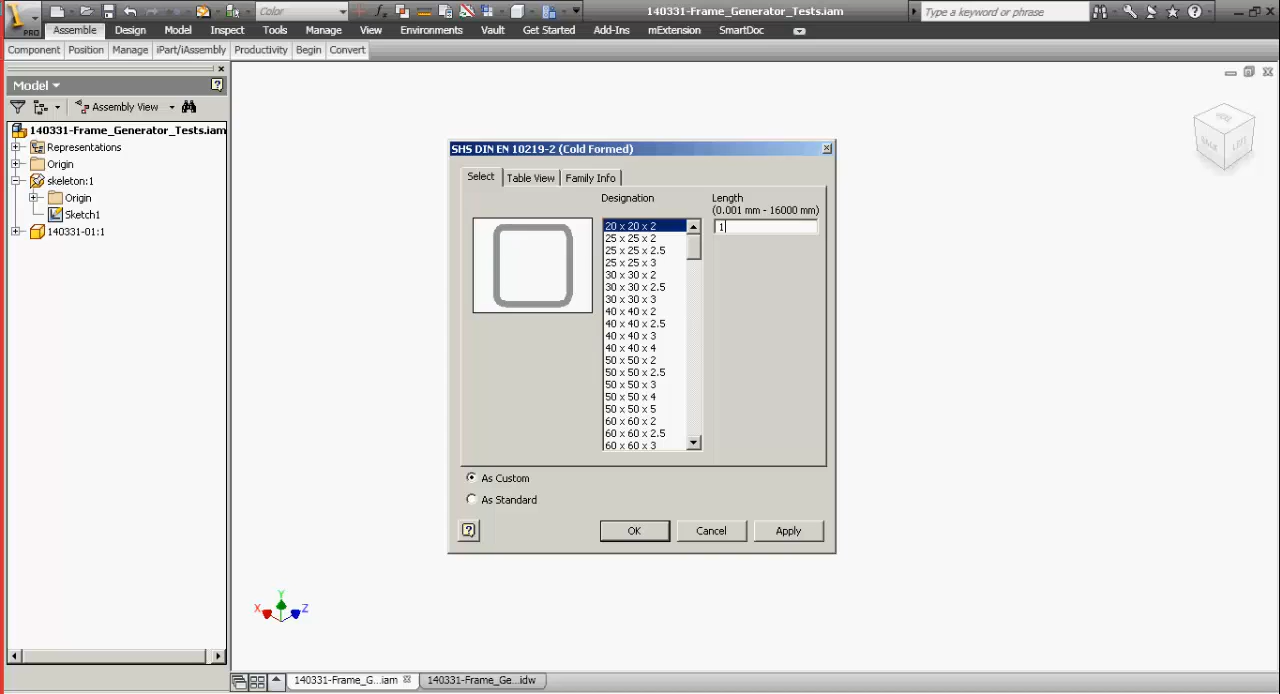 PRO
Color
140331-Frame_Generator_Tests.iam
Type a keyword or phrase
Assemble Design Model Inspect Tools Manage View Environments Vault Get Started Add-Ins mExtension SmartDoc
Component Position Manage iPart/iAssembly Productivity Begin Convert
Model
Assembly View
140331-Frame_Generator_Tests.iam
Representations
Origin
skeleton:1
Origin
Sketch1
140331-01:1
SHS DIN EN 10219-2 (Cold Formed)
Select Table View Family Info
Designation
20 x 20 x 2
25 x 25 x 2
25 x 25 x 2.5
25 x 25 x 3
30 x 30 x 2
30 x 30 x 2.5
30 x 30 x 3
40 x 40 x 2
40 x 40 x 2.5
40 x 40 x 3
40 x 40 x 4
50 x 50 x 2
50 x 50 x 2.5
50 x 50 x 3
50 x 50 x 4
50 x 50 x 5
60 x 60 x 2
60 x 60 x 2.5
60 x 60 x 3
Length
(0.001 mm - 16000 mm)
1
As Custom
As Standard
OK Cancel Apply
BACK LEFT
Y
X Z
140331-Frame_G...iam 140331-Frame_Ge...idw